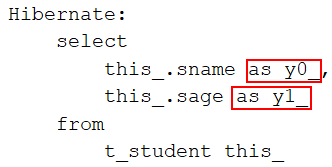 Hibernate:
select
this_.sname as y0_,
this_.sage as y1_
from
t_student this_